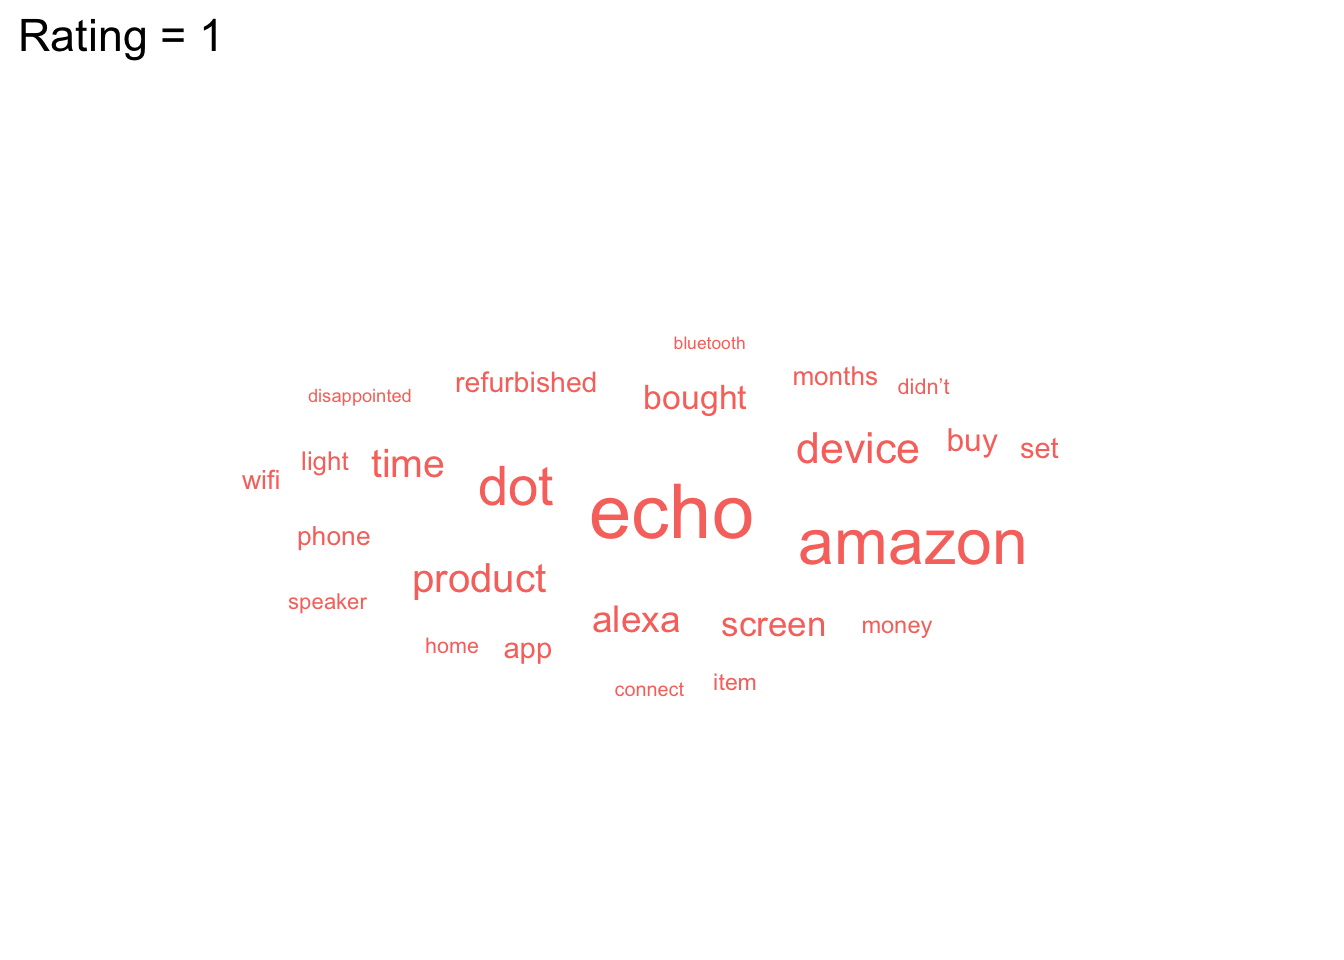 Rating = 1
bluetooth
refurbished
months
disappointed
bought
didn’t
device
buy
set
light
time
wifi
dot
echo
phone
amazon
product
speaker
alexa
screen
money
home
app
connect
item